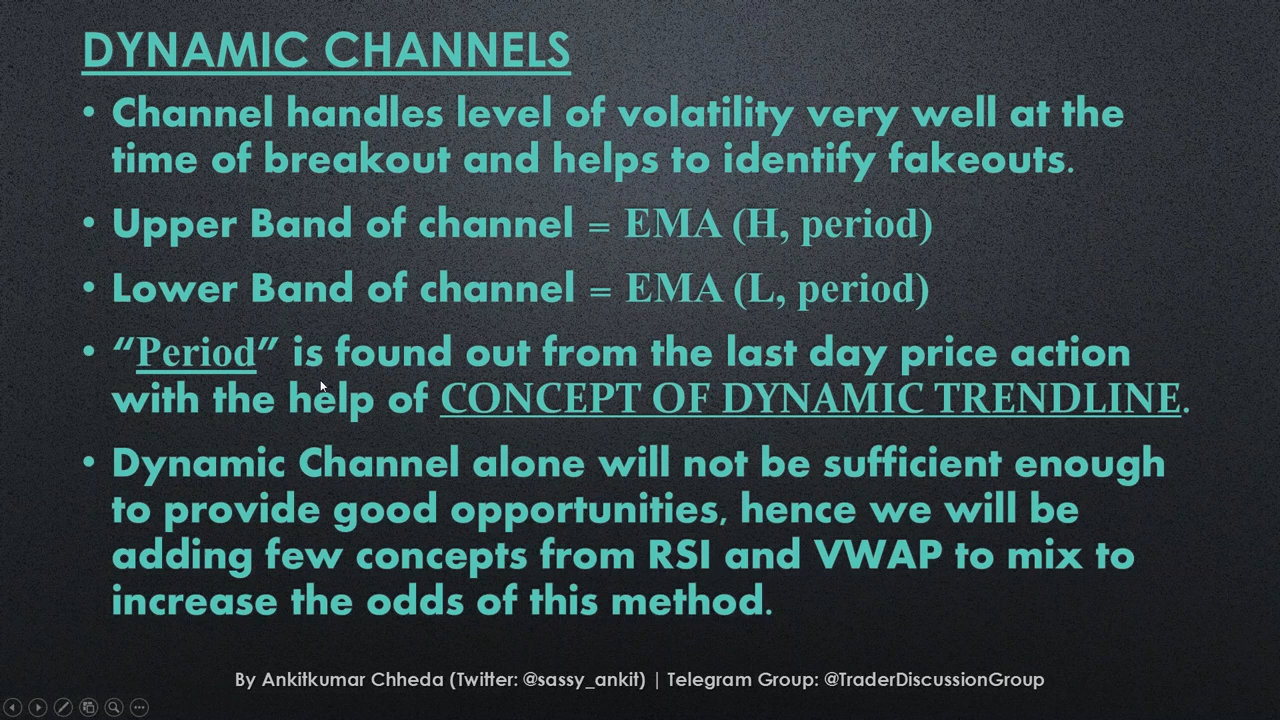 DYNAMIC CHANNELS
• Channel handles level of volatility very well at the
time of breakout and helps to identify fakeouts.
• Upper Band of channel = EMA (H, period)
• Lower Band of channel = EMA (L, period)
• “Period” is found out from the last day price action
with the help of CONCEPT OF DYNAMIC TRENDLINE.
• Dynamic Channel alone will not be sufficient enough
to provide good opportunities, hence we will be
adding few concepts from RSI and VWAP to mix to
increase the odds of this method.
By Ankitkumar Chheda (Twitter: @sassy_ankit) | Telegram Group: @TraderDiscussionGroup